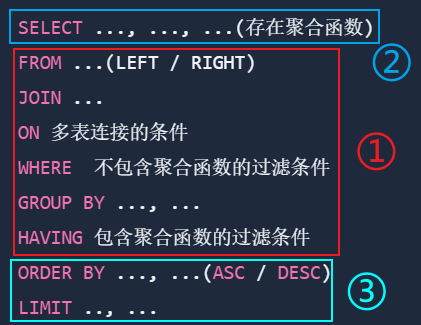 SELECT ..., ..., ...(存在聚合函数)
②
FROM ...(LEFT / RIGHT)
JOIN ...
ON 多表连接的条件
①
WHERE 不包含聚合函数的过滤条件
GROUP BY ..., ...
HAVING 包含聚合函数的过滤条件
ORDER BY ..., ...(ASC / DESC)
③
LIMIT .., ...